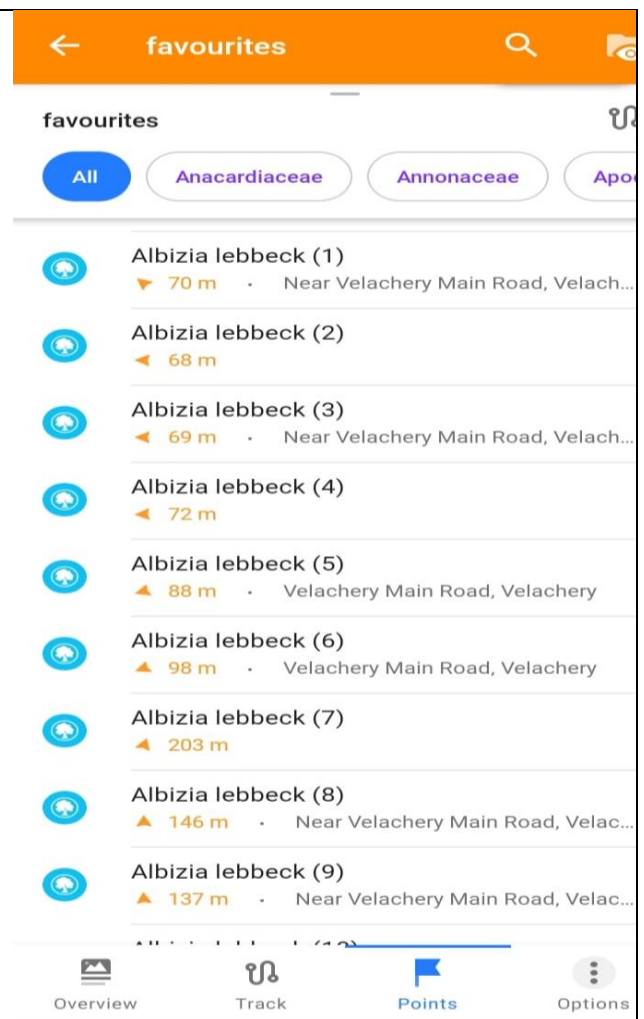 favourites
favourites
All Anacardiaceae Annonaceae Apo
Albizia lebbeck (1)
70 m · Near Velachery Main Road, Velach...
Albizia lebbeck (2)
68 m
Albizia lebbeck (3)
69 m · Near Velachery Main Road, Velach...
Albizia lebbeck (4)
72 m
Albizia lebbeck (5)
88 m · Velachery Main Road, Velachery
Albizia lebbeck (6)
98 m · Velachery Main Road, Velachery
Albizia lebbeck (7)
203 m
Albizia lebbeck (8)
146 m · Near Velachery Main Road, Velac...
Albizia lebbeck (9)
137 m · Near Velachery Main Road, Velac...
Overview Track Points Options